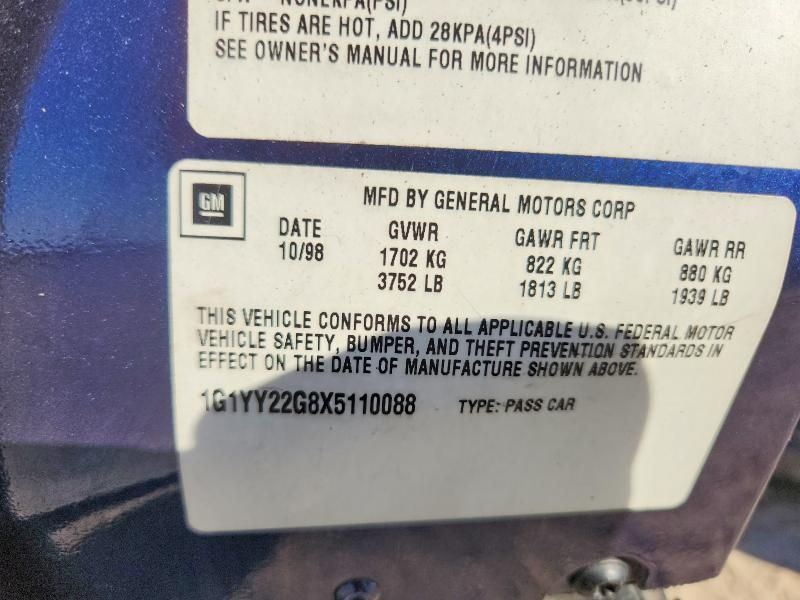 IF TIRES ARE HOT, ADD 28KPA(4PSI)
SEE OWNER'S MANUAL FOR MORE INFORMATION
GM
MFD BY GENERAL MOTORS CORP
DATE GVWR GAWR FRT GAWR RR
10/98 1702 KG 822 KG 880 KG
3752 LB 1813 LB 1939 LB
THIS VEHICLE CONFORMS TO ALL APPLICABLE U.S. FEDERAL MOTOR
VEHICLE SAFETY, BUMPER, AND THEFT PREVENTION STANDARDS IN
EFFECT ON THE DATE OF MANUFACTURE SHOWN ABOVE.
1G1YY22G8X5110088 TYPE: PASS CAR